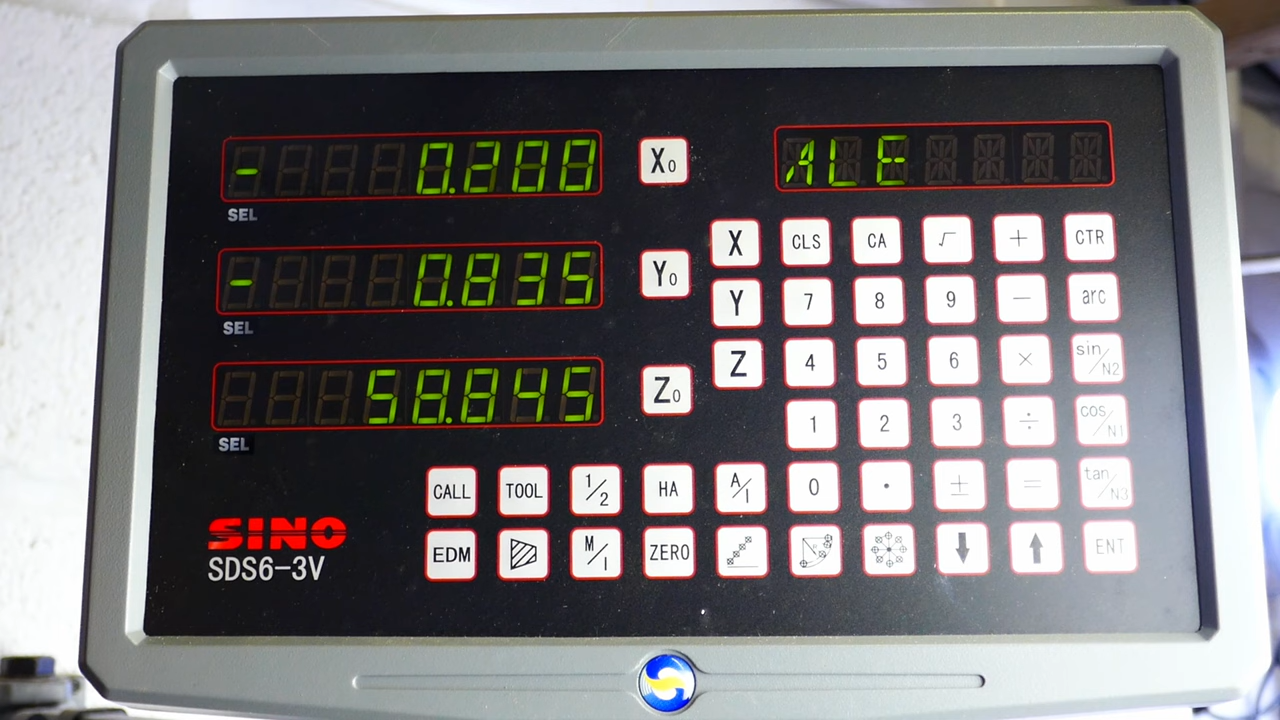 - 0.200 X0 ALE
SEL
- 0.835 Y0
SEL
58.845 Z0
SEL
X CLS CA √ + CTR
Y 7 8 9 — arc
Z 4 5 6 × sin/N2
1 2 3 ÷ cos/N1
CALL TOOL 1/2 HA A/I 0 . ± = tan/N3
EDM M/I ZERO ⬇ ⬆ ENT
SINO
SDS6-3V